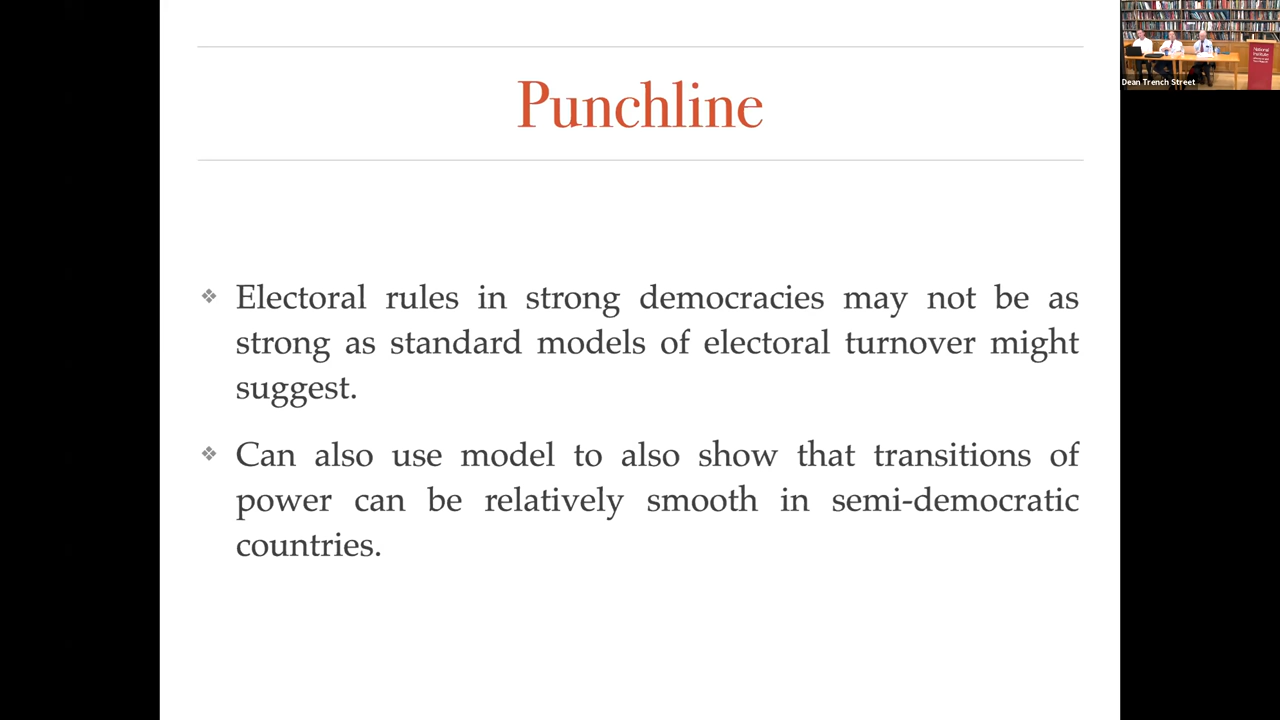 Punchline
Dean Trench Street
National
Institute
❖ Electoral rules in strong democracies may not be as
strong as standard models of electoral turnover might
suggest.
❖ Can also use model to also show that transitions of
power can be relatively smooth in semi-democratic
countries.